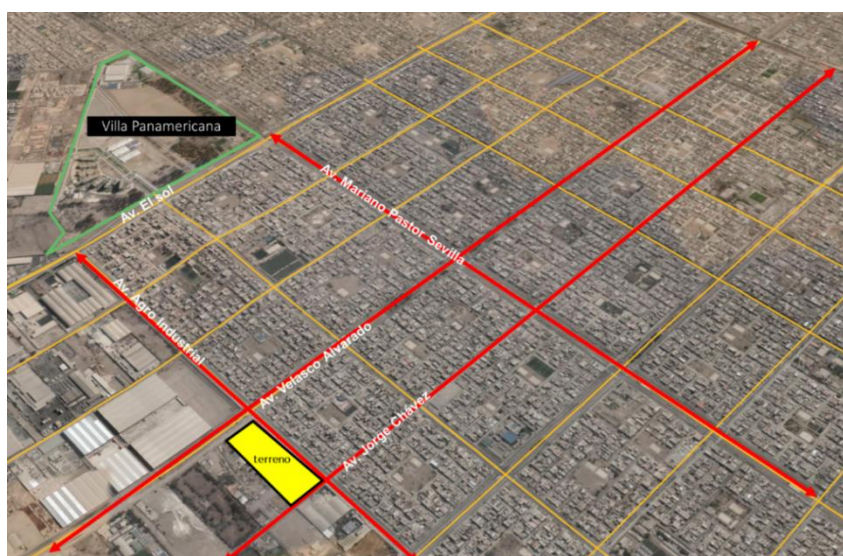 Villa Panamericana
Av. El sol
Av. Mariano Pastor Sevilla
Av. Agro Industrial
Av. Velasco Alvarado
Av. Jorge Chávez
terreno